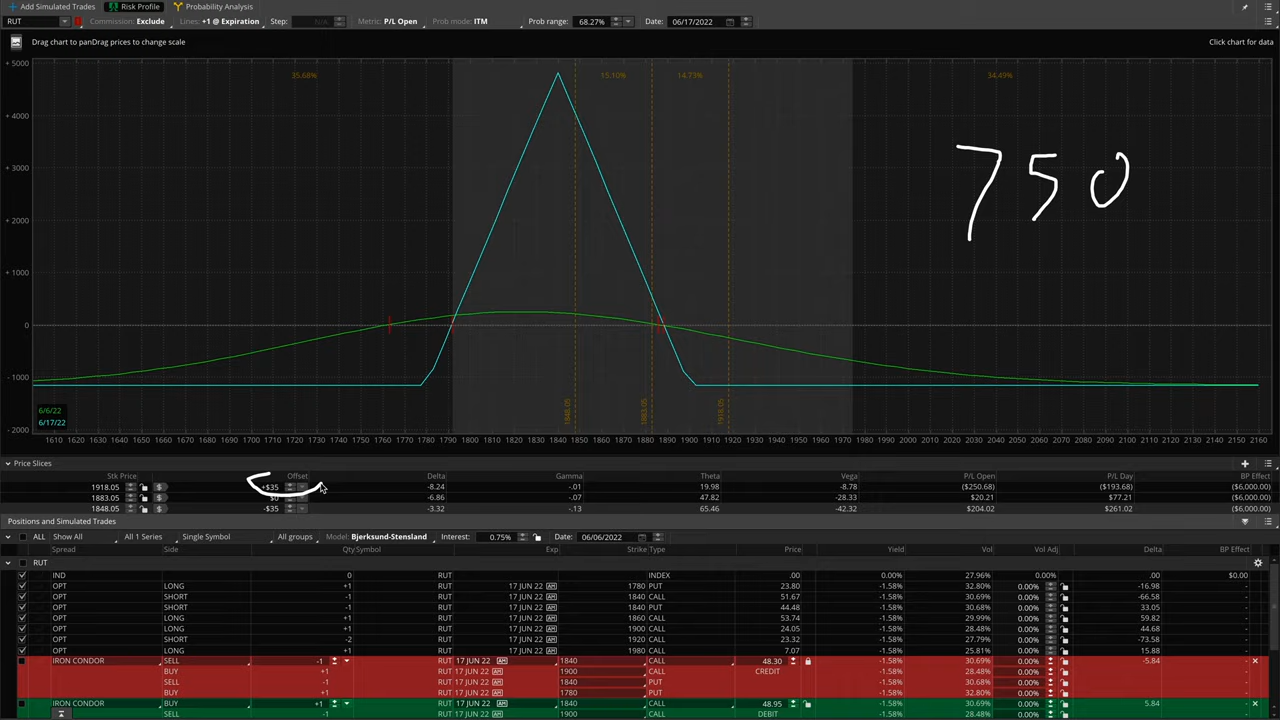 Add Simulated Trades Risk Profile Probability Analysis
RUT Commission: Exclude Lines: +1 @ Expiration Step: N/A Metric: P/L Open Prob mode: ITM Prob range: 68.27% Date: 06/17/2022
Drag chart to panDrag prices to change scale Click chart for data
+5000
35.68% 15.10% 14.73% 34.49%
+4000
+3000
750
+2000
+1000
0
-1000
6/6/22
6/17/22
1848.05 1883.05 1918.05
-2000
1610 1620 1630 1640 1650 1660 1670 1680 1690 1700 1710 1720 1730 1740 1750 1760 1770 1780 1790 1800 1810 1820 1830 1840 1850 1860 1870 1880 1890 1900 1910 1920 1930 1940 1950 1960 1970 1980 1990 2000 2010 2020 2030 2040 2050 2060 2070 2080 2090 2100 2110 2120 2130 2140 2150 2160
Price Slices
Stk Price Offset Delta Gamma Theta Vega P/L Open P/L Day BP Effect
1918.05 +$35 -8.24 -.01 19.98 -8.78 ($250.68) ($193.68) ($6,000.00)
1883.05 $0 -6.86 -.07 47.82 -28.33 $20.21 $77.21 ($6,000.00)
1848.05 -$35 -3.32 -.13 65.46 -42.32 $204.02 $261.02 ($6,000.00)
Positions and Simulated Trades
ALL Show All All 1 Series Single Symbol All groups Model: Bjerksund-Stensland Interest: 0.75% Date: 06/06/2022
Spread Side Qty.Symbol Exp Strike Type Price Yield Vol Vol Adj Delta BP Effect
RUT
IND 0 RUT INDEX .00 0.00% 27.96% 0.00% .00 $0.00
OPT LONG +1 RUT 17 JUN 22 AM 1780 PUT 23.80 -1.58% 32.80% 0.00% -16.98 -
OPT SHORT -1 RUT 17 JUN 22 AM 1840 CALL 51.67 -1.58% 30.69% 0.00% -66.58 -
OPT SHORT -1 RUT 17 JUN 22 AM 1840 PUT 44.48 -1.58% 30.68% 0.00% 33.05 -
OPT LONG +1 RUT 17 JUN 22 AM 1860 CALL 53.74 -1.58% 29.99% 0.00% 59.82 -
OPT LONG +1 RUT 17 JUN 22 AM 1900 CALL 24.05 -1.58% 28.48% 0.00% 44.68 -
OPT SHORT -2 RUT 17 JUN 22 AM 1920 CALL 23.32 -1.58% 27.79% 0.00% -73.58 -
OPT LONG +1 RUT 17 JUN 22 AM 1980 CALL 7.07 -1.58% 25.81% 0.00% 15.88 -
IRON CONDOR SELL -1 RUT 17 JUN 22 AM 1840 CALL 48.30 -1.58% 30.69% 0.00% -5.84 -
BUY +1 RUT 17 JUN 22 AM 1900 CALL CREDIT -1.58% 28.48% 0.00%
SELL -1 RUT 17 JUN 22 AM 1840 PUT -1.58% 30.68% 0.00%
BUY +1 RUT 17 JUN 22 AM 1780 PUT -1.58% 32.80% 0.00%
IRON CONDOR BUY +1 RUT 17 JUN 22 AM 1840 CALL 48.95 -1.58% 30.69% 0.00% 5.84 -
SELL -1 RUT 17 JUN 22 AM 1900 CALL DEBIT -1.58% 28.48% 0.00%